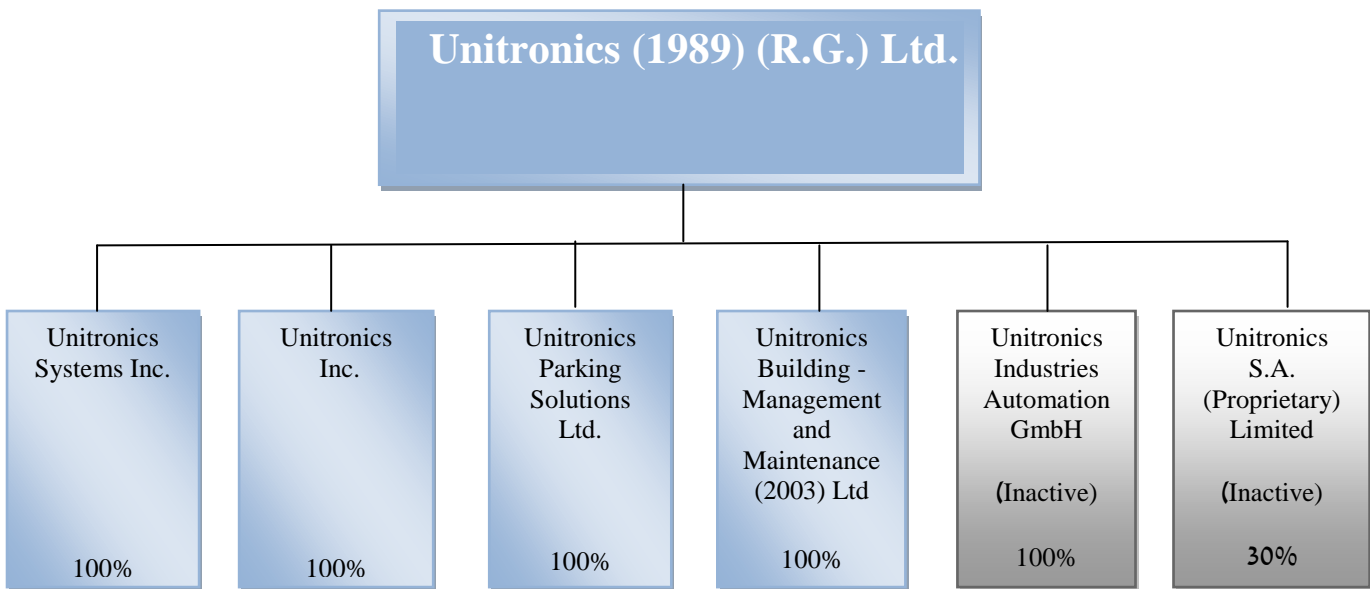 Unitronics (1989) (R.G.) Ltd.
Unitronics
Systems Inc.
100%
Unitronics
Inc.
100%
Unitronics
Parking
Solutions
Ltd.
100%
Unitronics
Building -
Management
and
Maintenance
(2003) Ltd
100%
Unitronics
Industries
Automation
GmbH
(Inactive)
100%
Unitronics
S.A.
(Proprietary)
Limited
(Inactive)
30%